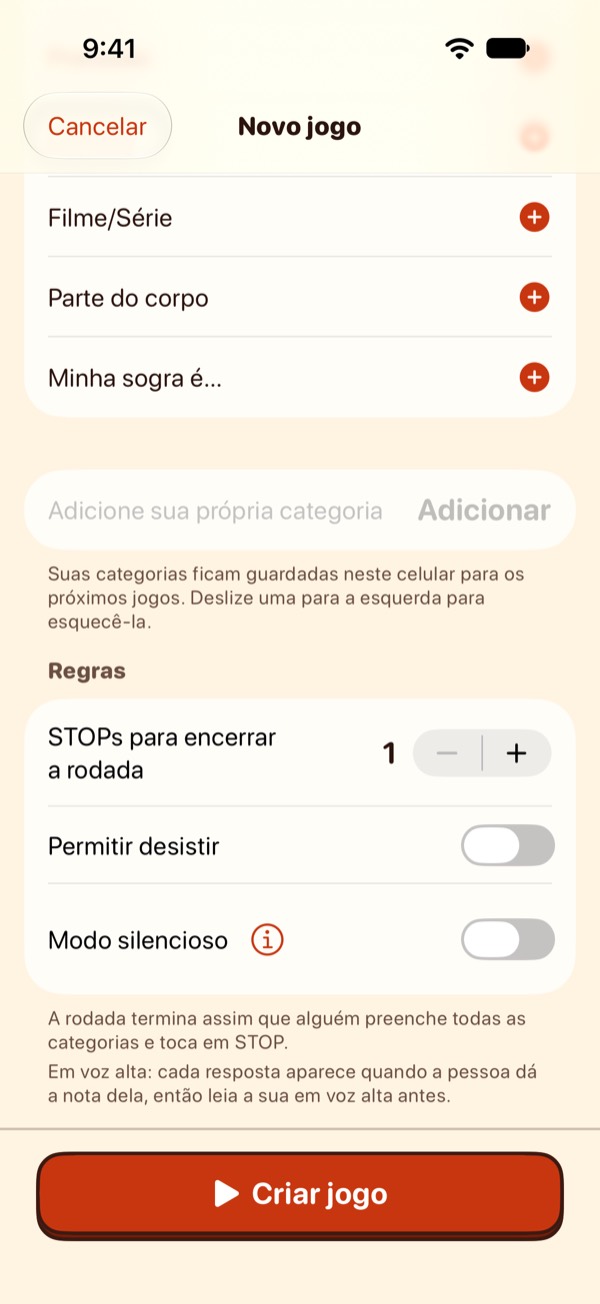 9:41
Cancelar
Novo jogo
Filme/Série
Parte do corpo
Minha sogra é...
Adicione sua própria categoria
Adicionar
Suas categorias ficam guardadas neste celular para os
próximos jogos. Deslize uma para a esquerda para
esquecê-la.
Regras
STOPs para encerrar
a rodada
1
Permitir desistir
Modo silencioso
A rodada termina assim que alguém preenche todas as
categorias e toca em STOP.
Em voz alta: cada resposta aparece quando a pessoa dá
a nota dela, então leia a sua em voz alta antes.
Criar jogo